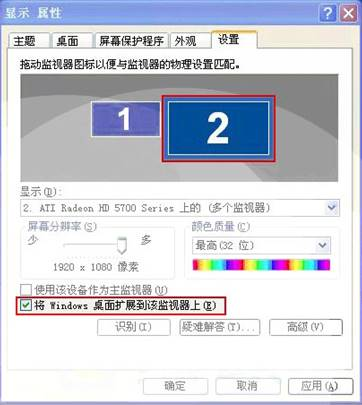 显示 属性
主题 桌面 屏幕保护程序 外观 设置
拖动监视器图标以便与监视器的物理设置匹配。
1 2
显示(D):
2. ATI Radeon HD 5700 Series 上的 (多个监视器)
屏幕分辨率(S) 颜色质量(C)
少 多 最高(32 位)
1920 x 1080 像素
使用该设备作为主监视器(U)
将 Windows 桌面扩展到该监视器上(E)
识别(I) 疑难解答(T)... 高级(V)
确定 取消 应用(A)